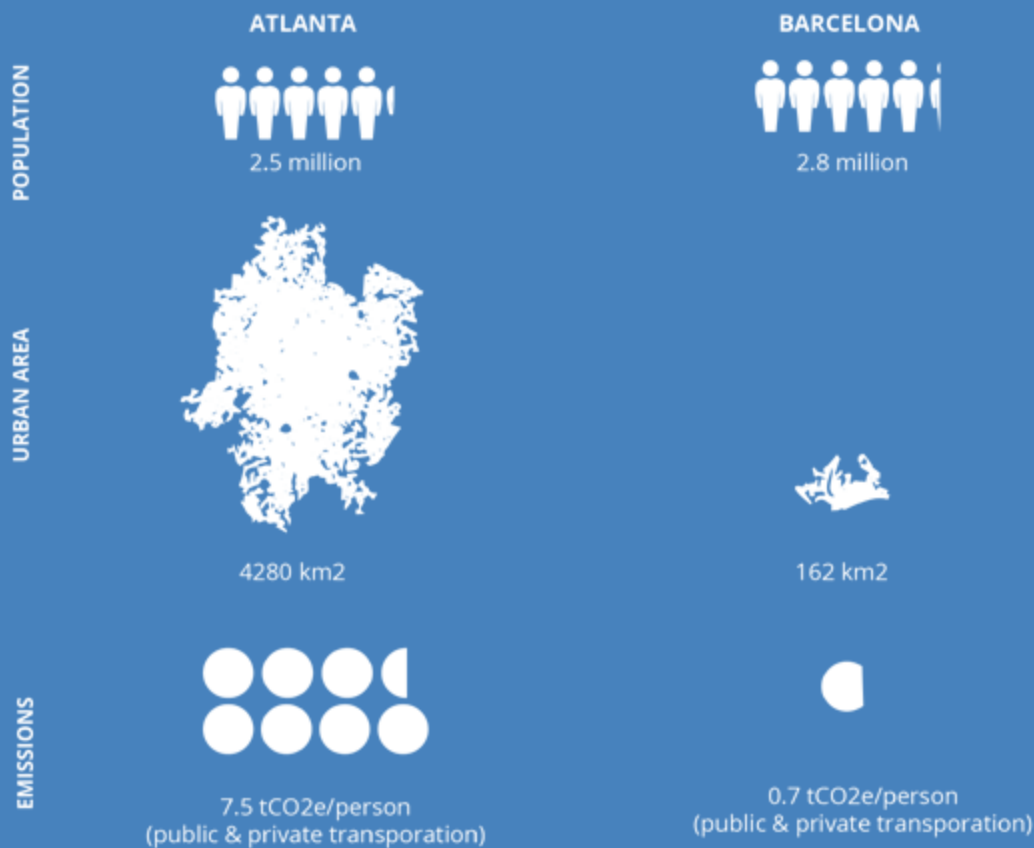 ATLANTA
BARCELONA
POPULATION
2.5 million
2.8 million
URBAN AREA
4280 km2
162 km2
EMISSIONS
7.5 tCO2e/person
(public & private transporation)
0.7 tCO2e/person
(public & private transporation)